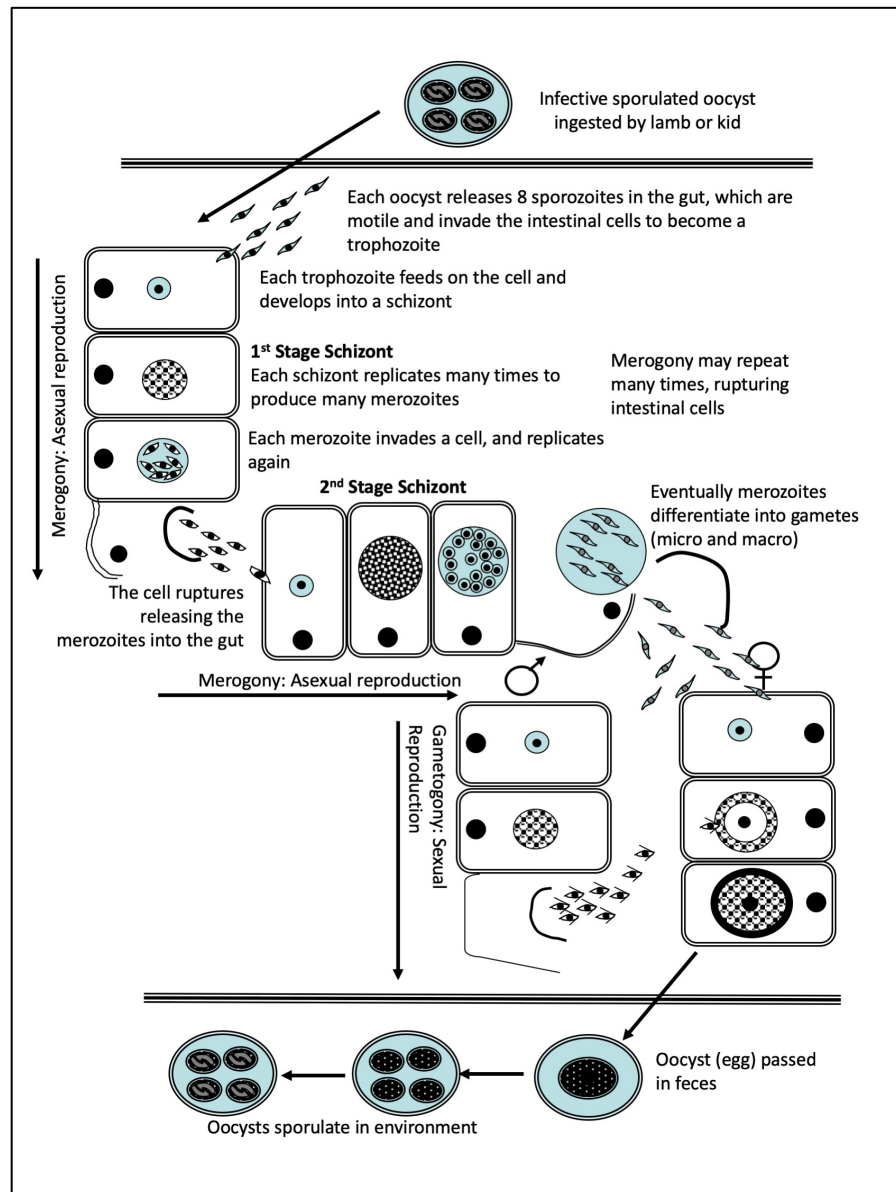 Infective sporulated oocyst
ingested by lamb or kid
Each oocyst releases 8 sporozoites in the gut, which are
motile and invade the intestinal cells to become a
trophozoite
Each trophozoite feeds on the cell and
develops into a schizont
Merogony: Asexual reproduction
1st Stage Schizont
Each schizont replicates many times to
produce many merozoites
Merogony may repeat
many times, rupturing
intestinal cells
Each merozoite invades a cell, and replicates
again
2nd Stage Schizont
Eventually merozoites
differentiate into gametes
(micro and macro)
The cell ruptures
releasing the
merozoites into the gut
Merogony: Asexual reproduction
Gametogony: Sexual
Reproduction
Oocyst (egg) passed
in feces
Oocysts sporulate in environment